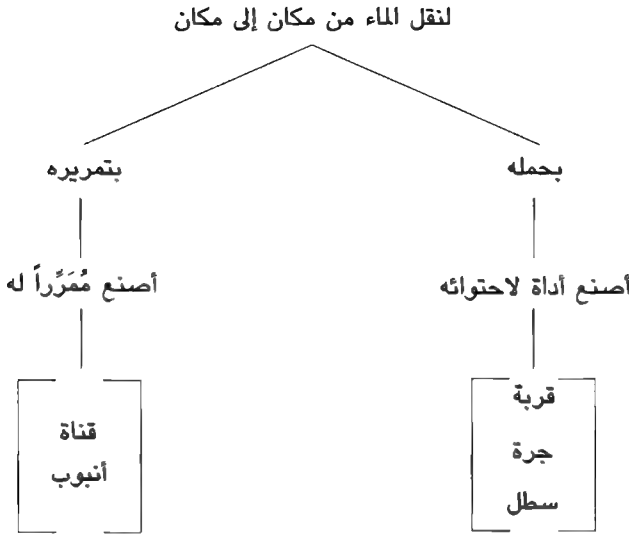 لنقل الماء من مكان إلى مكان
بحمله
بتمريره
أصنع أداة لاحتوائه
أصنع مُمَرِّراً له
قربة
جرة
سطل
قناة
أنبوب